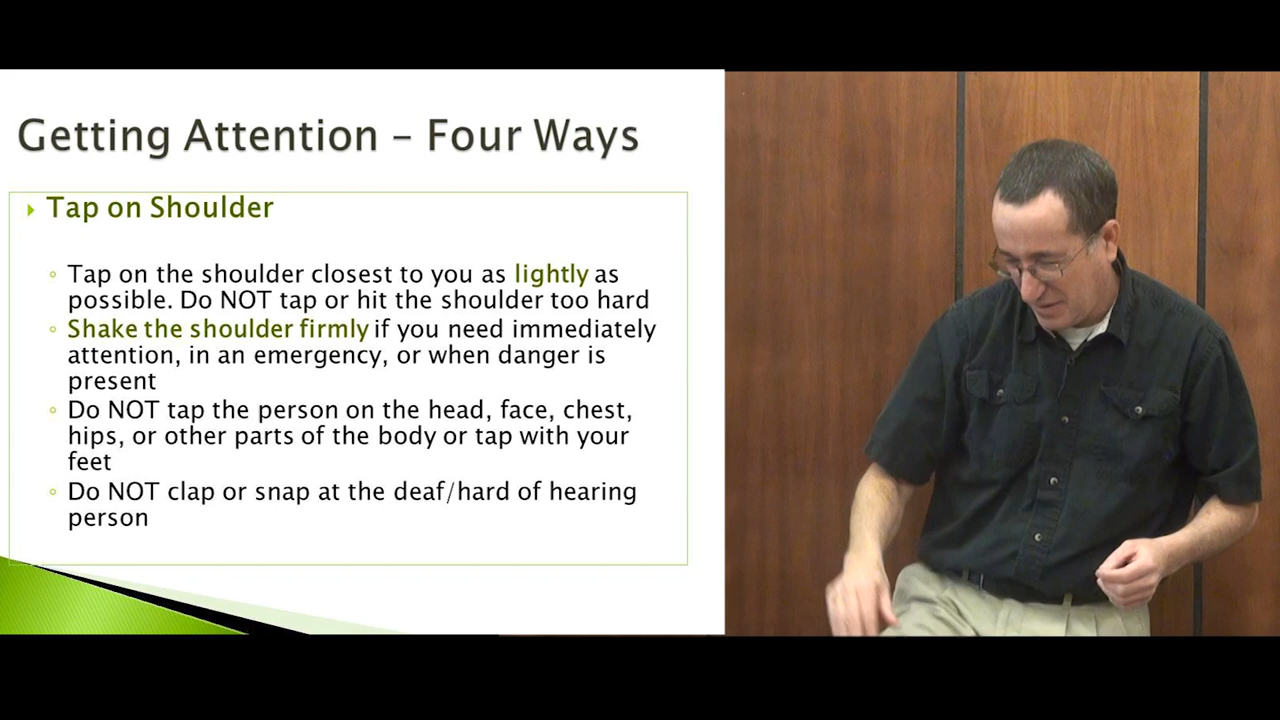 Getting Attention – Four Ways
Tap on Shoulder
Tap on the shoulder closest to you as lightly as
possible. Do NOT tap or hit the shoulder too hard
Shake the shoulder firmly if you need immediately
attention, in an emergency, or when danger is
present
Do NOT tap the person on the head, face, chest,
hips, or other parts of the body or tap with your
feet
Do NOT clap or snap at the deaf/hard of hearing
person